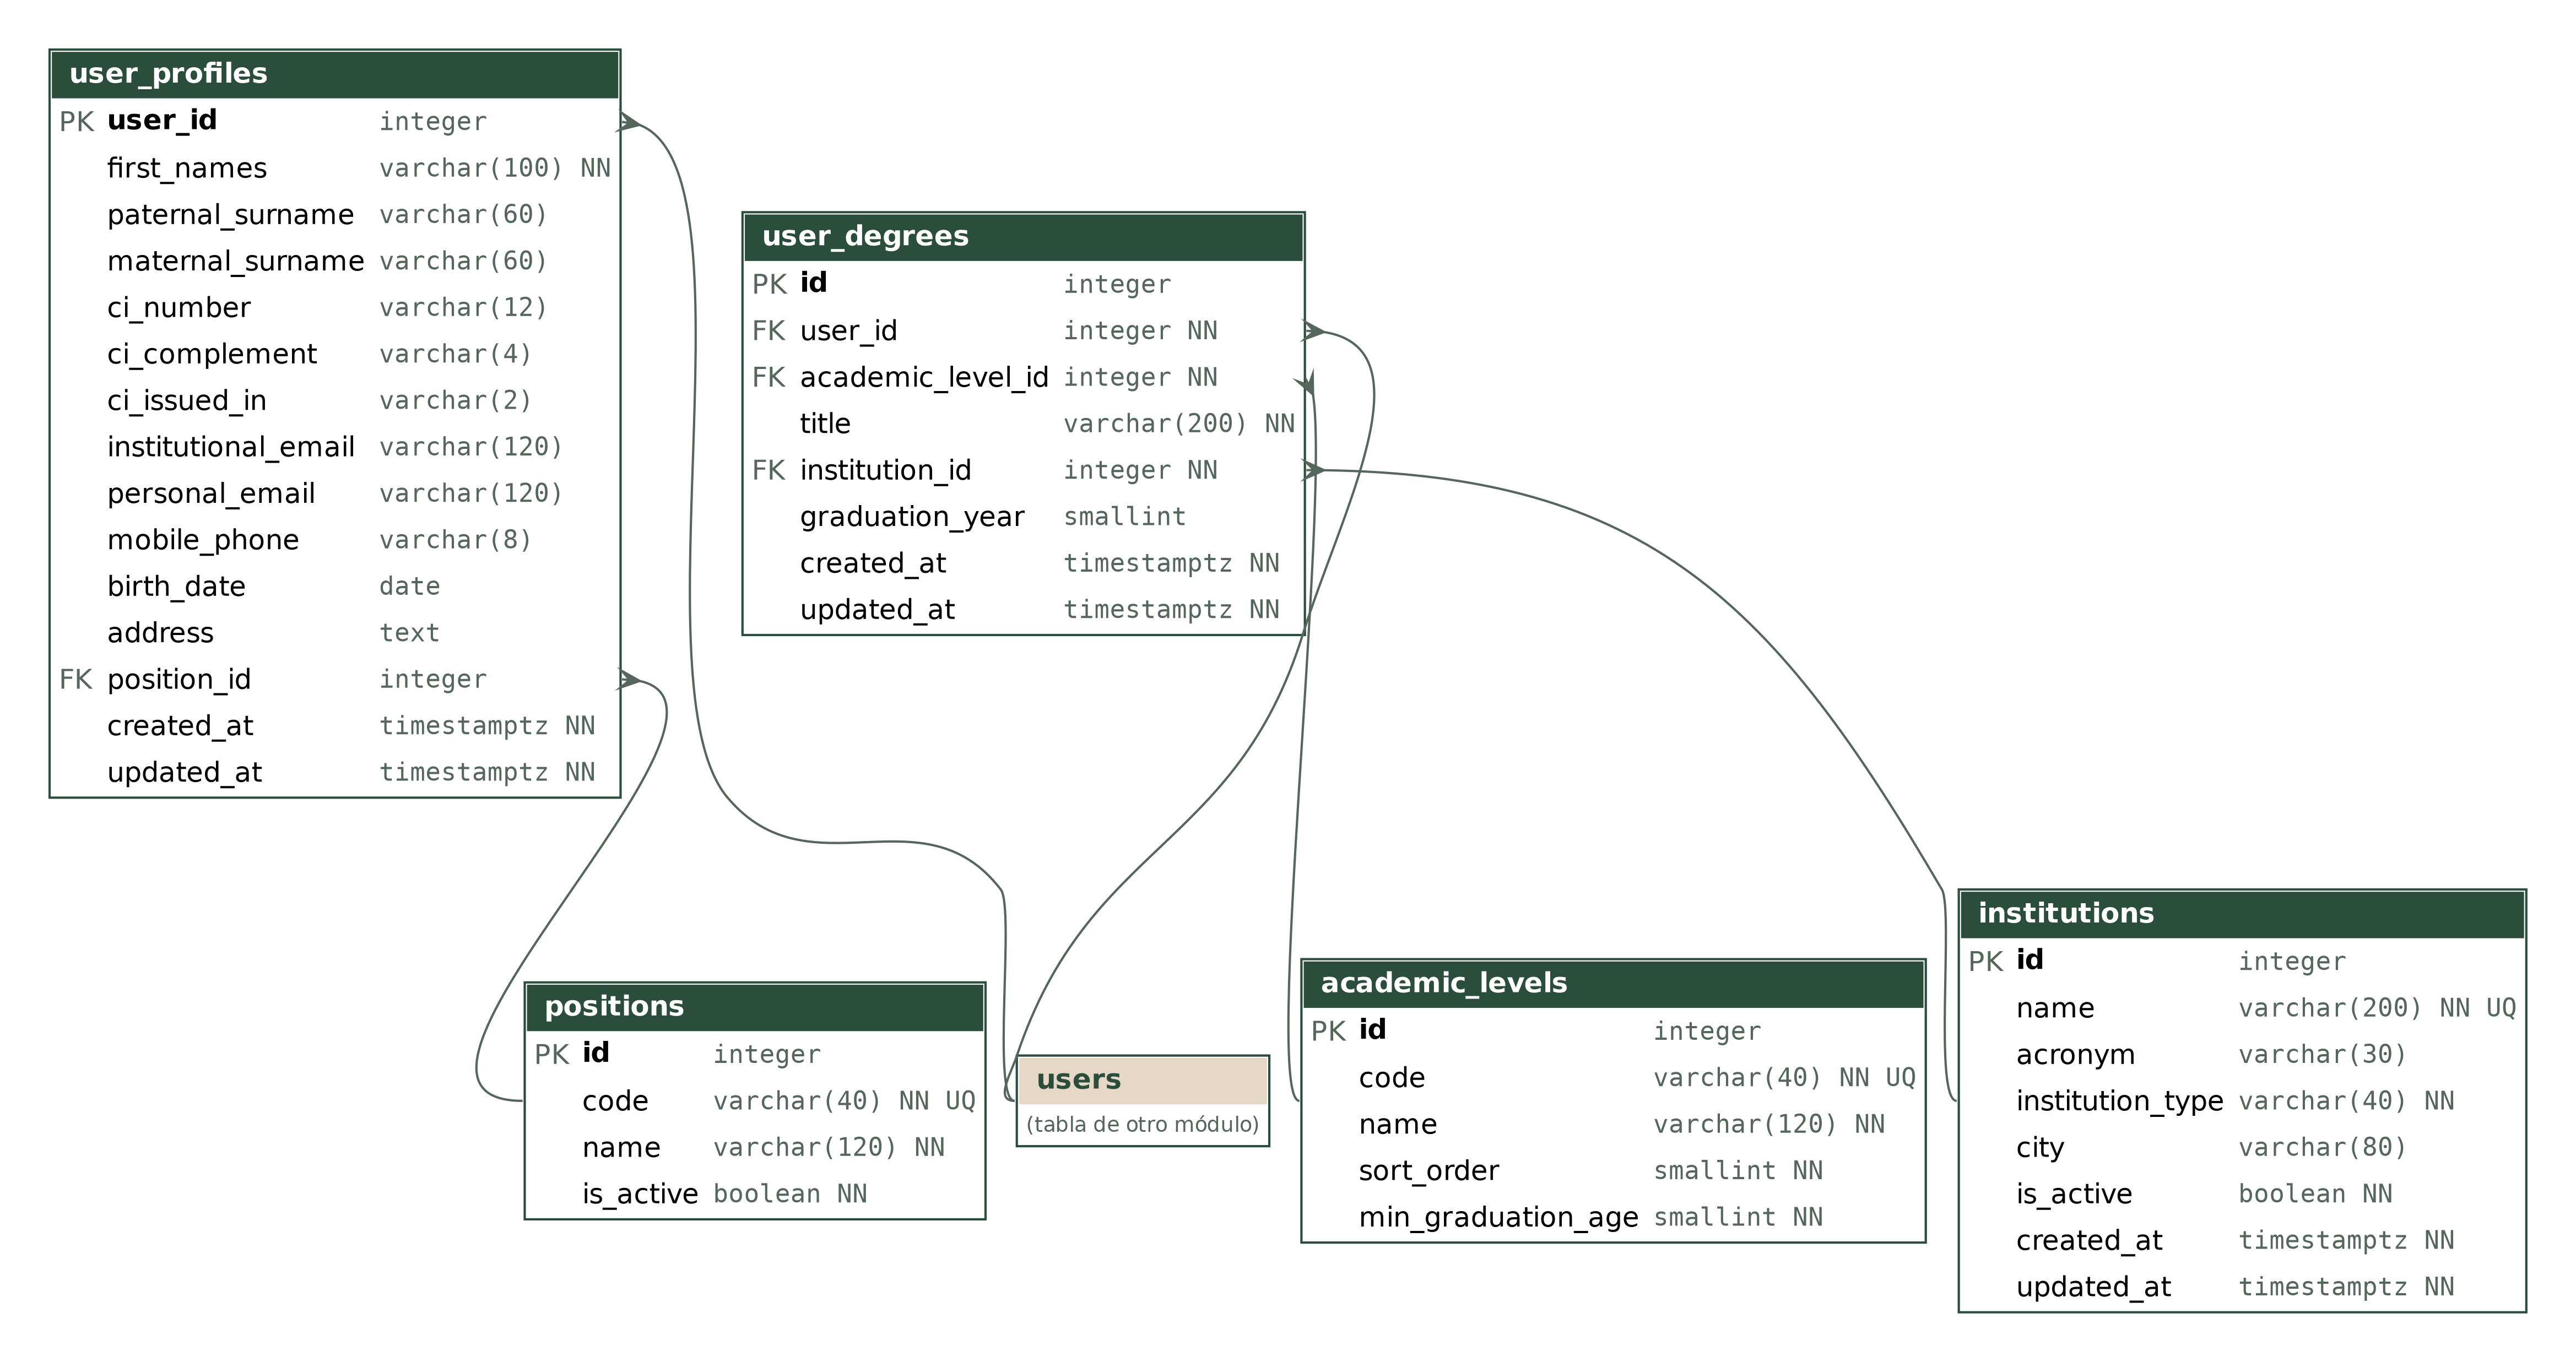 user_profiles
PK user_id integer
first_names varchar(100) NN
paternal_surname varchar(60)
maternal_surname varchar(60)
ci_number varchar(12)
ci_complement varchar(4)
ci_issued_in varchar(2)
institutional_email varchar(120)
personal_email varchar(120)
mobile_phone varchar(8)
birth_date date
address text
FK position_id integer
created_at timestamptz NN
updated_at timestamptz NN
user_degrees
PK id integer
FK user_id integer NN
FK academic_level_id integer NN
title varchar(200) NN
FK institution_id integer NN
graduation_year smallint
created_at timestamptz NN
updated_at timestamptz NN
positions
PK id integer
code varchar(40) NN UQ
name varchar(120) NN
is_active boolean NN
users
(tabla de otro módulo)
academic_levels
PK id integer
code varchar(40) NN UQ
name varchar(120) NN
sort_order smallint NN
min_graduation_age smallint NN
institutions
PK id integer
name varchar(200) NN UQ
acronym varchar(30)
institution_type varchar(40) NN
city varchar(80)
is_active boolean NN
created_at timestamptz NN
updated_at timestamptz NN